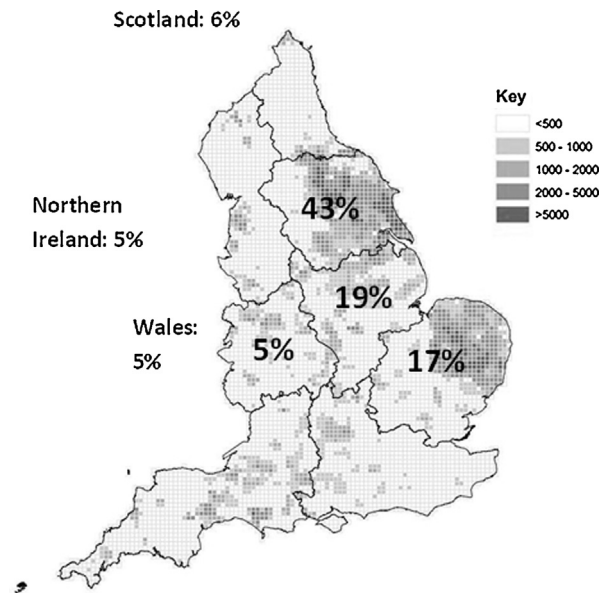 Scotland: 6%
Key
<500
500 - 1000
1000 - 2000
2000 - 5000
>5000
43%
Northern
Ireland: 5%
19%
Wales:
5%
5%
17%